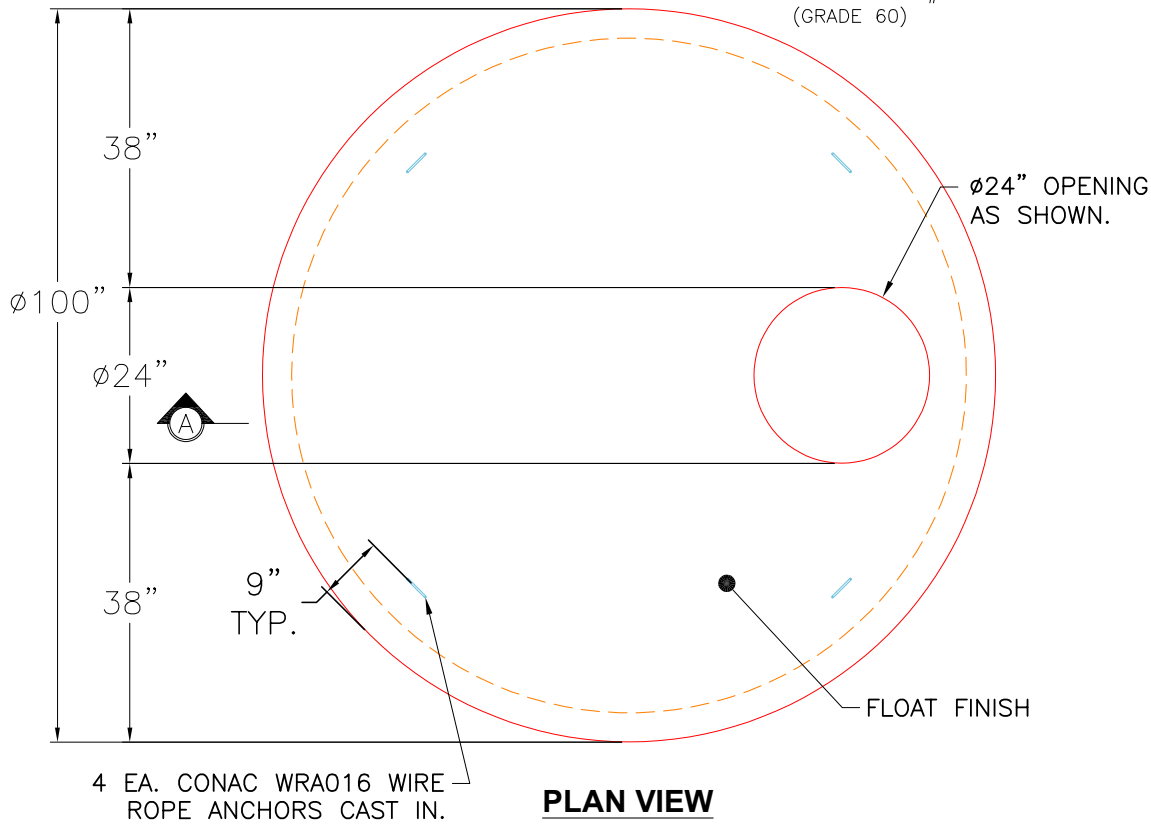 (GRADE 60)
38”
ø24” OPENING
AS SHOWN.
ø100”
ø24”
A
9”
TYP.
38”
FLOAT FINISH
4 EA. CONAC WRA016 WIRE
ROPE ANCHORS CAST IN.
PLAN VIEW